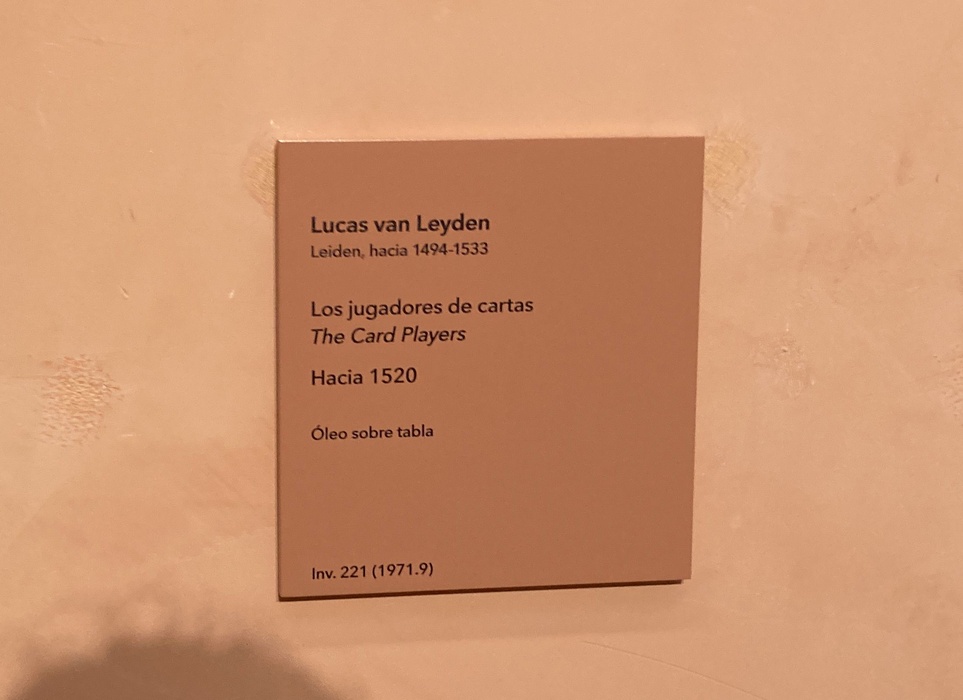 Lucas van Leyden
Leiden, hacia 1494-1533
Los jugadores de cartas
The Card Players
Hacia 1520
Óleo sobre tabla
Inv. 221 (1971.9)